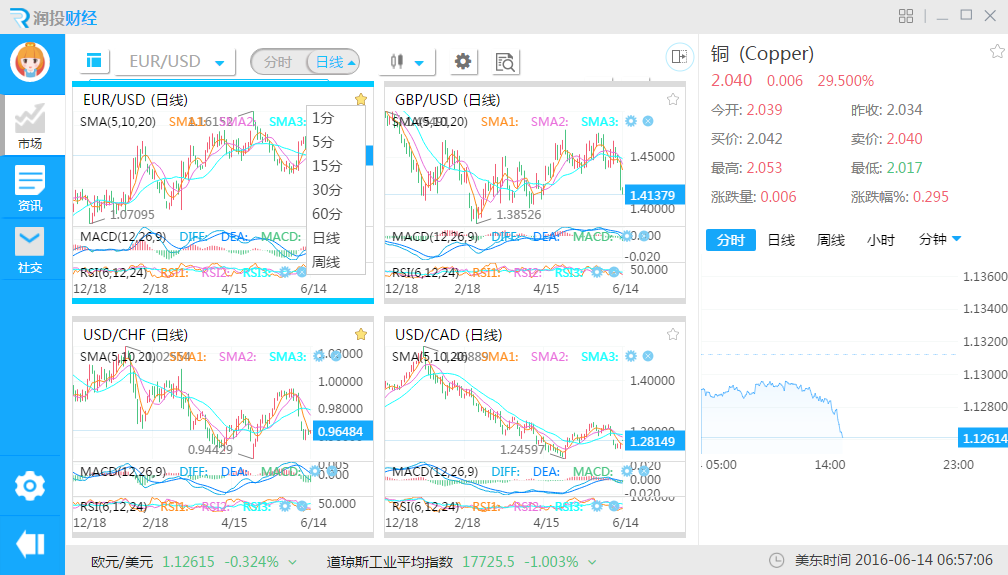 润投财经
EUR/USD
分时 日线
市场
资讯
社交
EUR/USD (日线)
SMA(5,10,20) SMA1: SMA2: SMA3:
1.16152
1.07095
MACD(12,26,9) DIFF: DEA: MACD:
RSI(6,12,24) RSI1: RSI2: RSI3:
12/18 2/18 4/15 6/14
1分
5分
15分
30分
60分
日线
周线
GBP/USD (日线)
SMA(5,10,20) SMA1: SMA2: SMA3:
1.45000
1.41379
1.40000
1.38526
MACD(12,26,9) DIFF: DEA: MACD:
0.000
-0.020
RSI(6,12,24) RSI1: RSI2: RSI3:
50.000
12/18 2/18 4/15 6/14
USD/CHF (日线)
SMA(5,10,20) SMA1: SMA2: SMA3:
1.02000
1.00000
0.98000
0.96484
0.94429
MACD(12,26,9) DIFF: DEA: MACD:
0.005
0.000
RSI(6,12,24) RSI1: RSI2: RSI3:
50.000
12/18 2/18 4/15 6/14
USD/CAD (日线)
SMA(5,10,20) SMA1: SMA2: SMA3:
1.40000
1.28149
1.24597
MACD(12,26,9) DIFF: DEA: MACD:
0.020
0.000
-0.020
RSI(6,12,24) RSI1: RSI2: RSI3:
50.000
12/18 2/18 4/15 6/14
铜 (Copper)
2.040 0.006 29.500%
今开: 2.039 昨收: 2.034
买价: 2.042 卖价: 2.040
最高: 2.053 最低: 2.017
涨跌量: 0.006 涨跌幅%: 0.295
分时 日线 周线 小时 分钟
1.13600
1.13400
1.13200
1.13000
1.12800
1.12614
05:00 14:00 23:00
欧元/美元 1.12615 -0.324% 道琼斯工业平均指数 17725.5 -1.003%
美东时间 2016-06-14 06:57:06